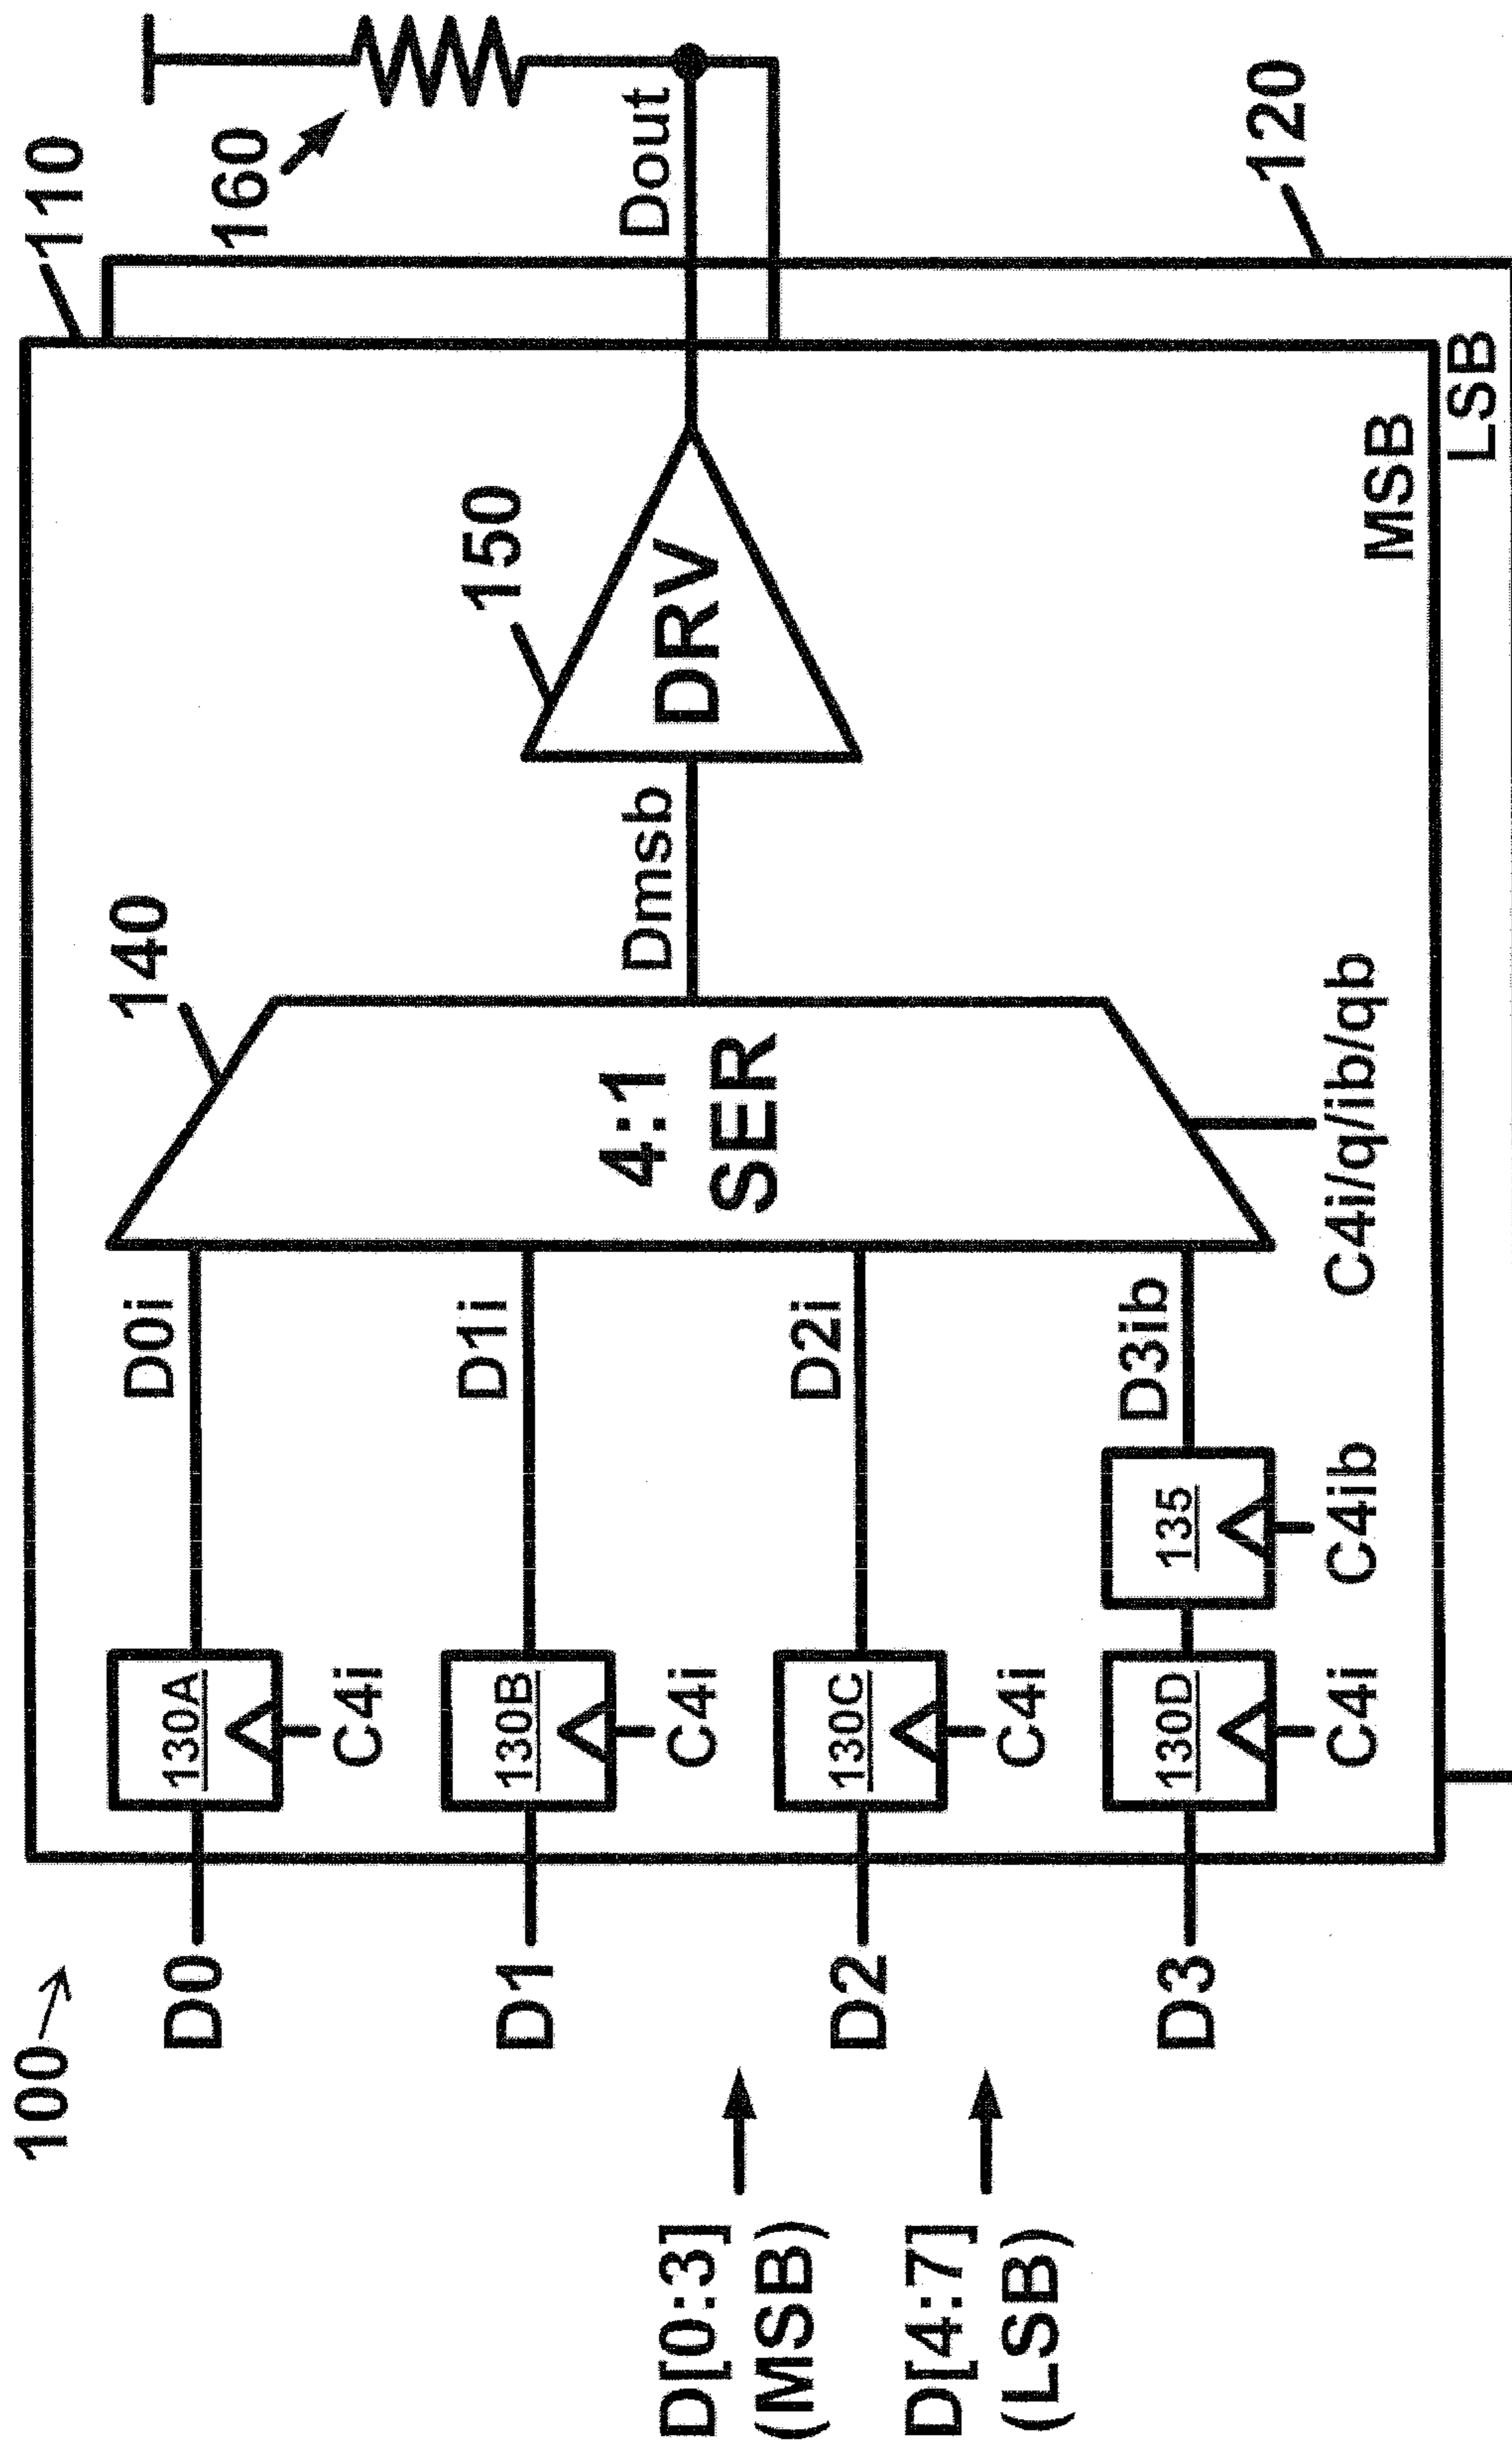 100
110
160
D0
130A
C4i
D0i
140
150
Dout
D1
130B
C4i
D1i
4:1
SER
Dmsb
DRV
D[0:3]
(MSB)
D2
130C
C4i
D2i
D[4:7]
(LSB)
D3
130D
C4i
135
C4ib
D3ib
C4i/q/ib/qb
MSB
LSB
120